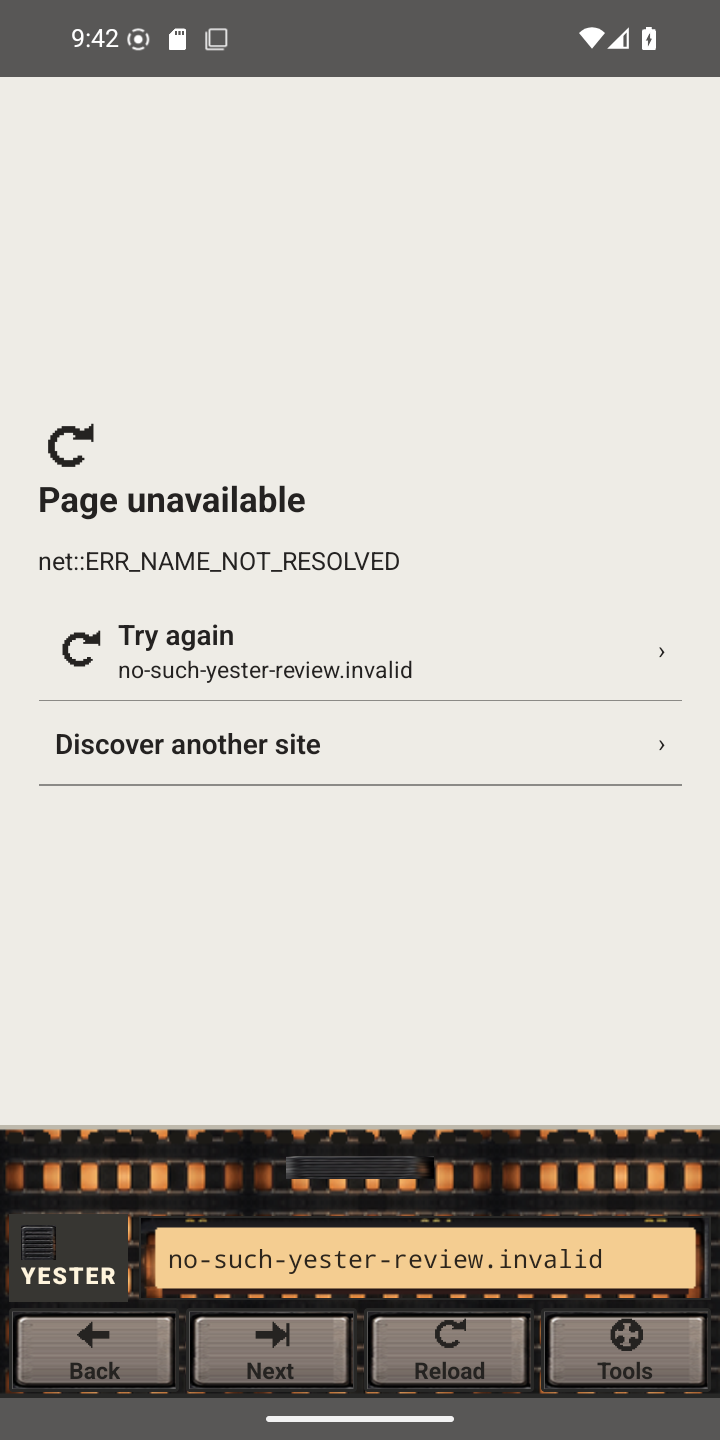 9:42
Page unavailable
net::ERR_NAME_NOT_RESOLVED
Try again
no-such-yester-review.invalid
Discover another site
YESTER
no-such-yester-review.invalid
Back Next Reload Tools